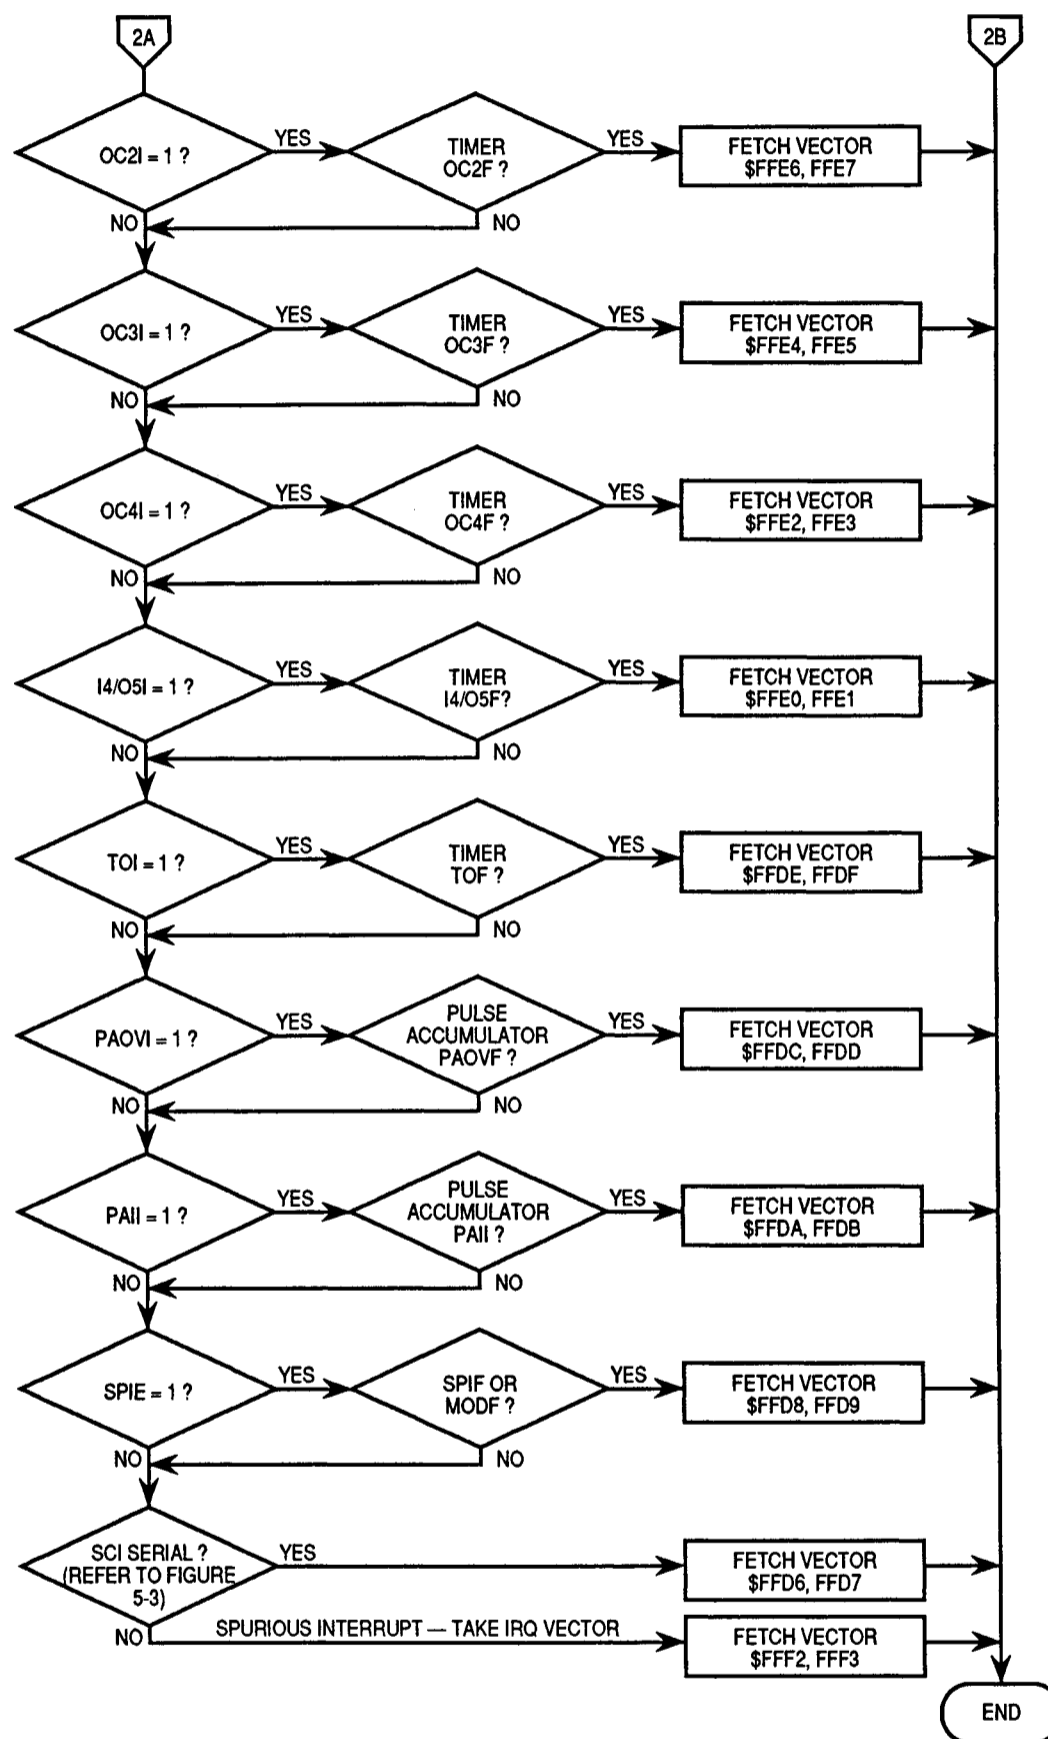 2A
2B
OC2I = 1 ?
YES
TIMER
OC2F ?
YES
FETCH VECTOR
$FFE6, FFE7
NO
NO
OC3I = 1 ?
YES
TIMER
OC3F ?
YES
FETCH VECTOR
$FFE4, FFE5
NO
NO
OC4I = 1 ?
YES
TIMER
OC4F ?
YES
FETCH VECTOR
$FFE2, FFE3
NO
NO
I4/O5I = 1 ?
YES
TIMER
I4/O5F?
YES
FETCH VECTOR
$FFE0, FFE1
NO
NO
TOI = 1 ?
YES
TIMER
TOF ?
YES
FETCH VECTOR
$FFDE, FFDF
NO
NO
PAOVI = 1 ?
YES
PULSE
ACCUMULATOR
PAOVF ?
YES
FETCH VECTOR
$FFDC, FFDD
NO
NO
PAII = 1 ?
YES
PULSE
ACCUMULATOR
PAII ?
YES
FETCH VECTOR
$FFDA, FFDB
NO
NO
SPIE = 1 ?
YES
SPIF OR
MODF ?
YES
FETCH VECTOR
$FFD8, FFD9
NO
NO
SCI SERIAL ?
(REFER TO FIGURE
5-3)
YES
FETCH VECTOR
$FFD6, FFD7
NO
SPURIOUS INTERRUPT — TAKE IRQ VECTOR
FETCH VECTOR
$FFF2, FFF3
END